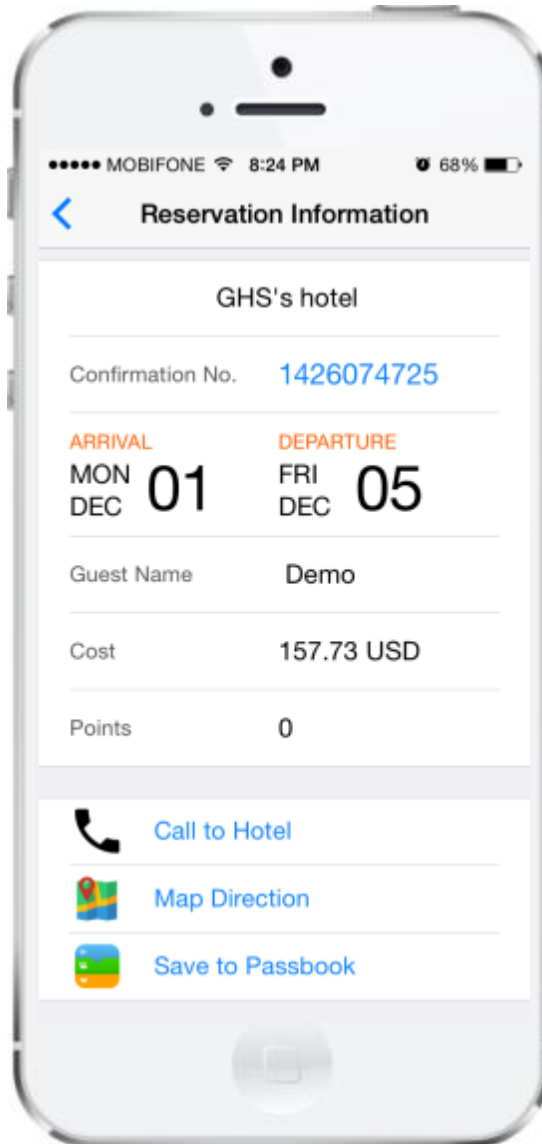 MOBIFONE 8:24 PM 68%
Reservation Information
GHS's hotel
Confirmation No. 1426074725
ARRIVAL DEPARTURE
MON DEC 01 FRI DEC 05
Guest Name Demo
Cost 157.73 USD
Points 0
Call to Hotel
Map Direction
Save to Passbook